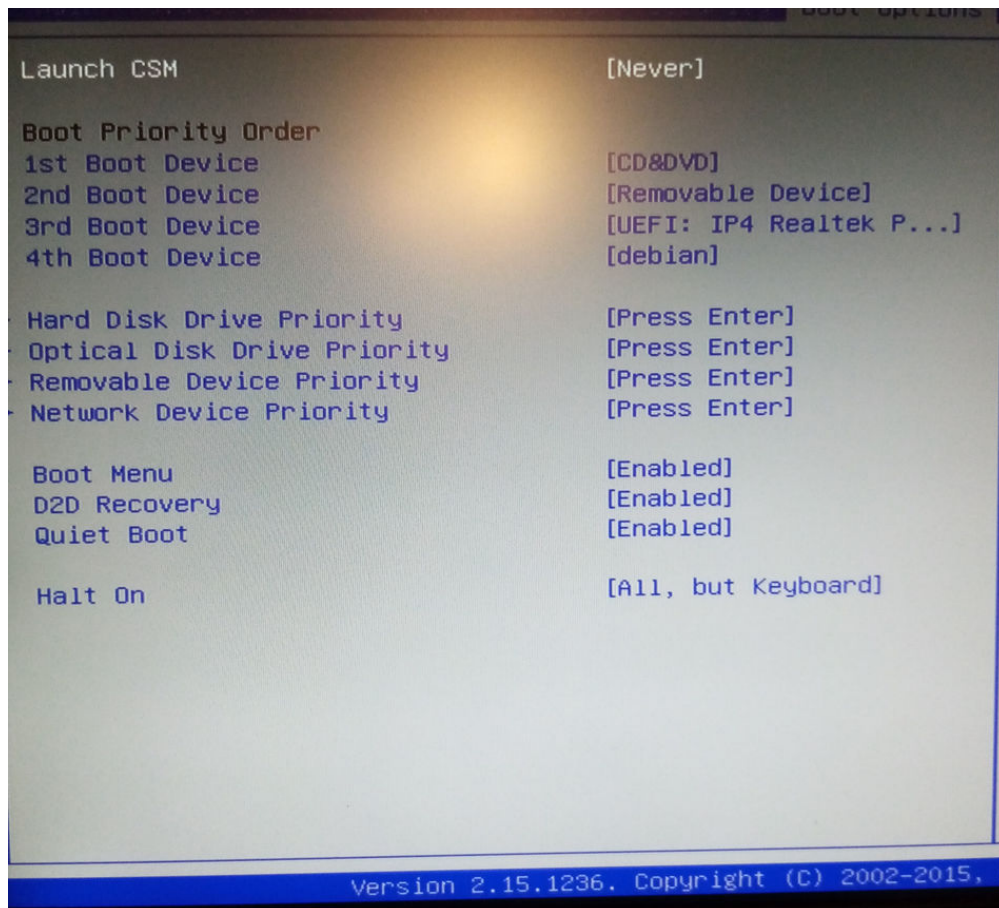 Boot Options
Launch CSM [Never]
Boot Priority Order
1st Boot Device [CD&DVD]
2nd Boot Device [Removable Device]
3rd Boot Device [UEFI: IP4 Realtek P...]
4th Boot Device [debian]
Hard Disk Drive Priority [Press Enter]
Optical Disk Drive Priority [Press Enter]
Removable Device Priority [Press Enter]
Network Device Priority [Press Enter]
Boot Menu [Enabled]
D2D Recovery [Enabled]
Quiet Boot [Enabled]
Halt On [All, but Keyboard]
Version 2.15.1236. Copyright (C) 2002-2015,